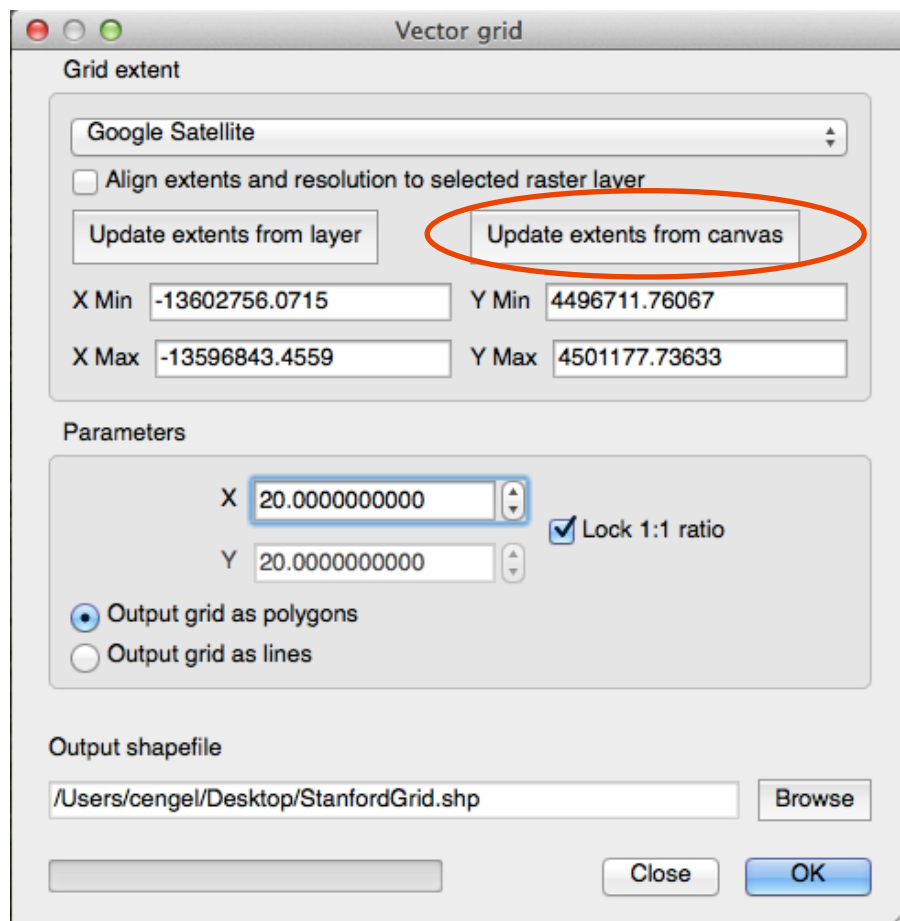 Vector grid
Grid extent
Google Satellite
Align extents and resolution to selected raster layer
Update extents from layer
Update extents from canvas
X Min -13602756.0715 Y Min 4496711.76067
X Max -13596843.4559 Y Max 4501177.73633
Parameters
X 20.0000000000
Lock 1:1 ratio
Y 20.0000000000
Output grid as polygons
Output grid as lines
Output shapefile
/Users/cengel/Desktop/StanfordGrid.shp Browse
Close OK